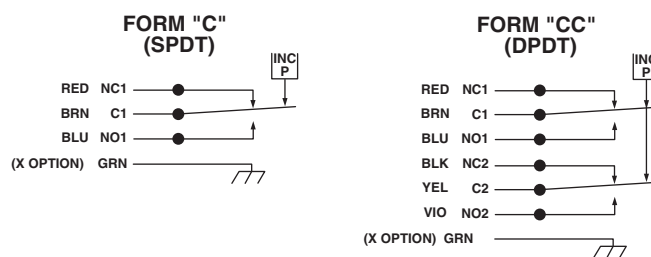 FORM "C"
(SPDT)
INC
P
RED NC1
BRN C1
BLU NO1
(X OPTION) GRN
FORM "CC"
(DPDT)
INC
P
RED NC1
BRN C1
BLU NO1
BLK NC2
YEL C2
VIO NO2
(X OPTION) GRN